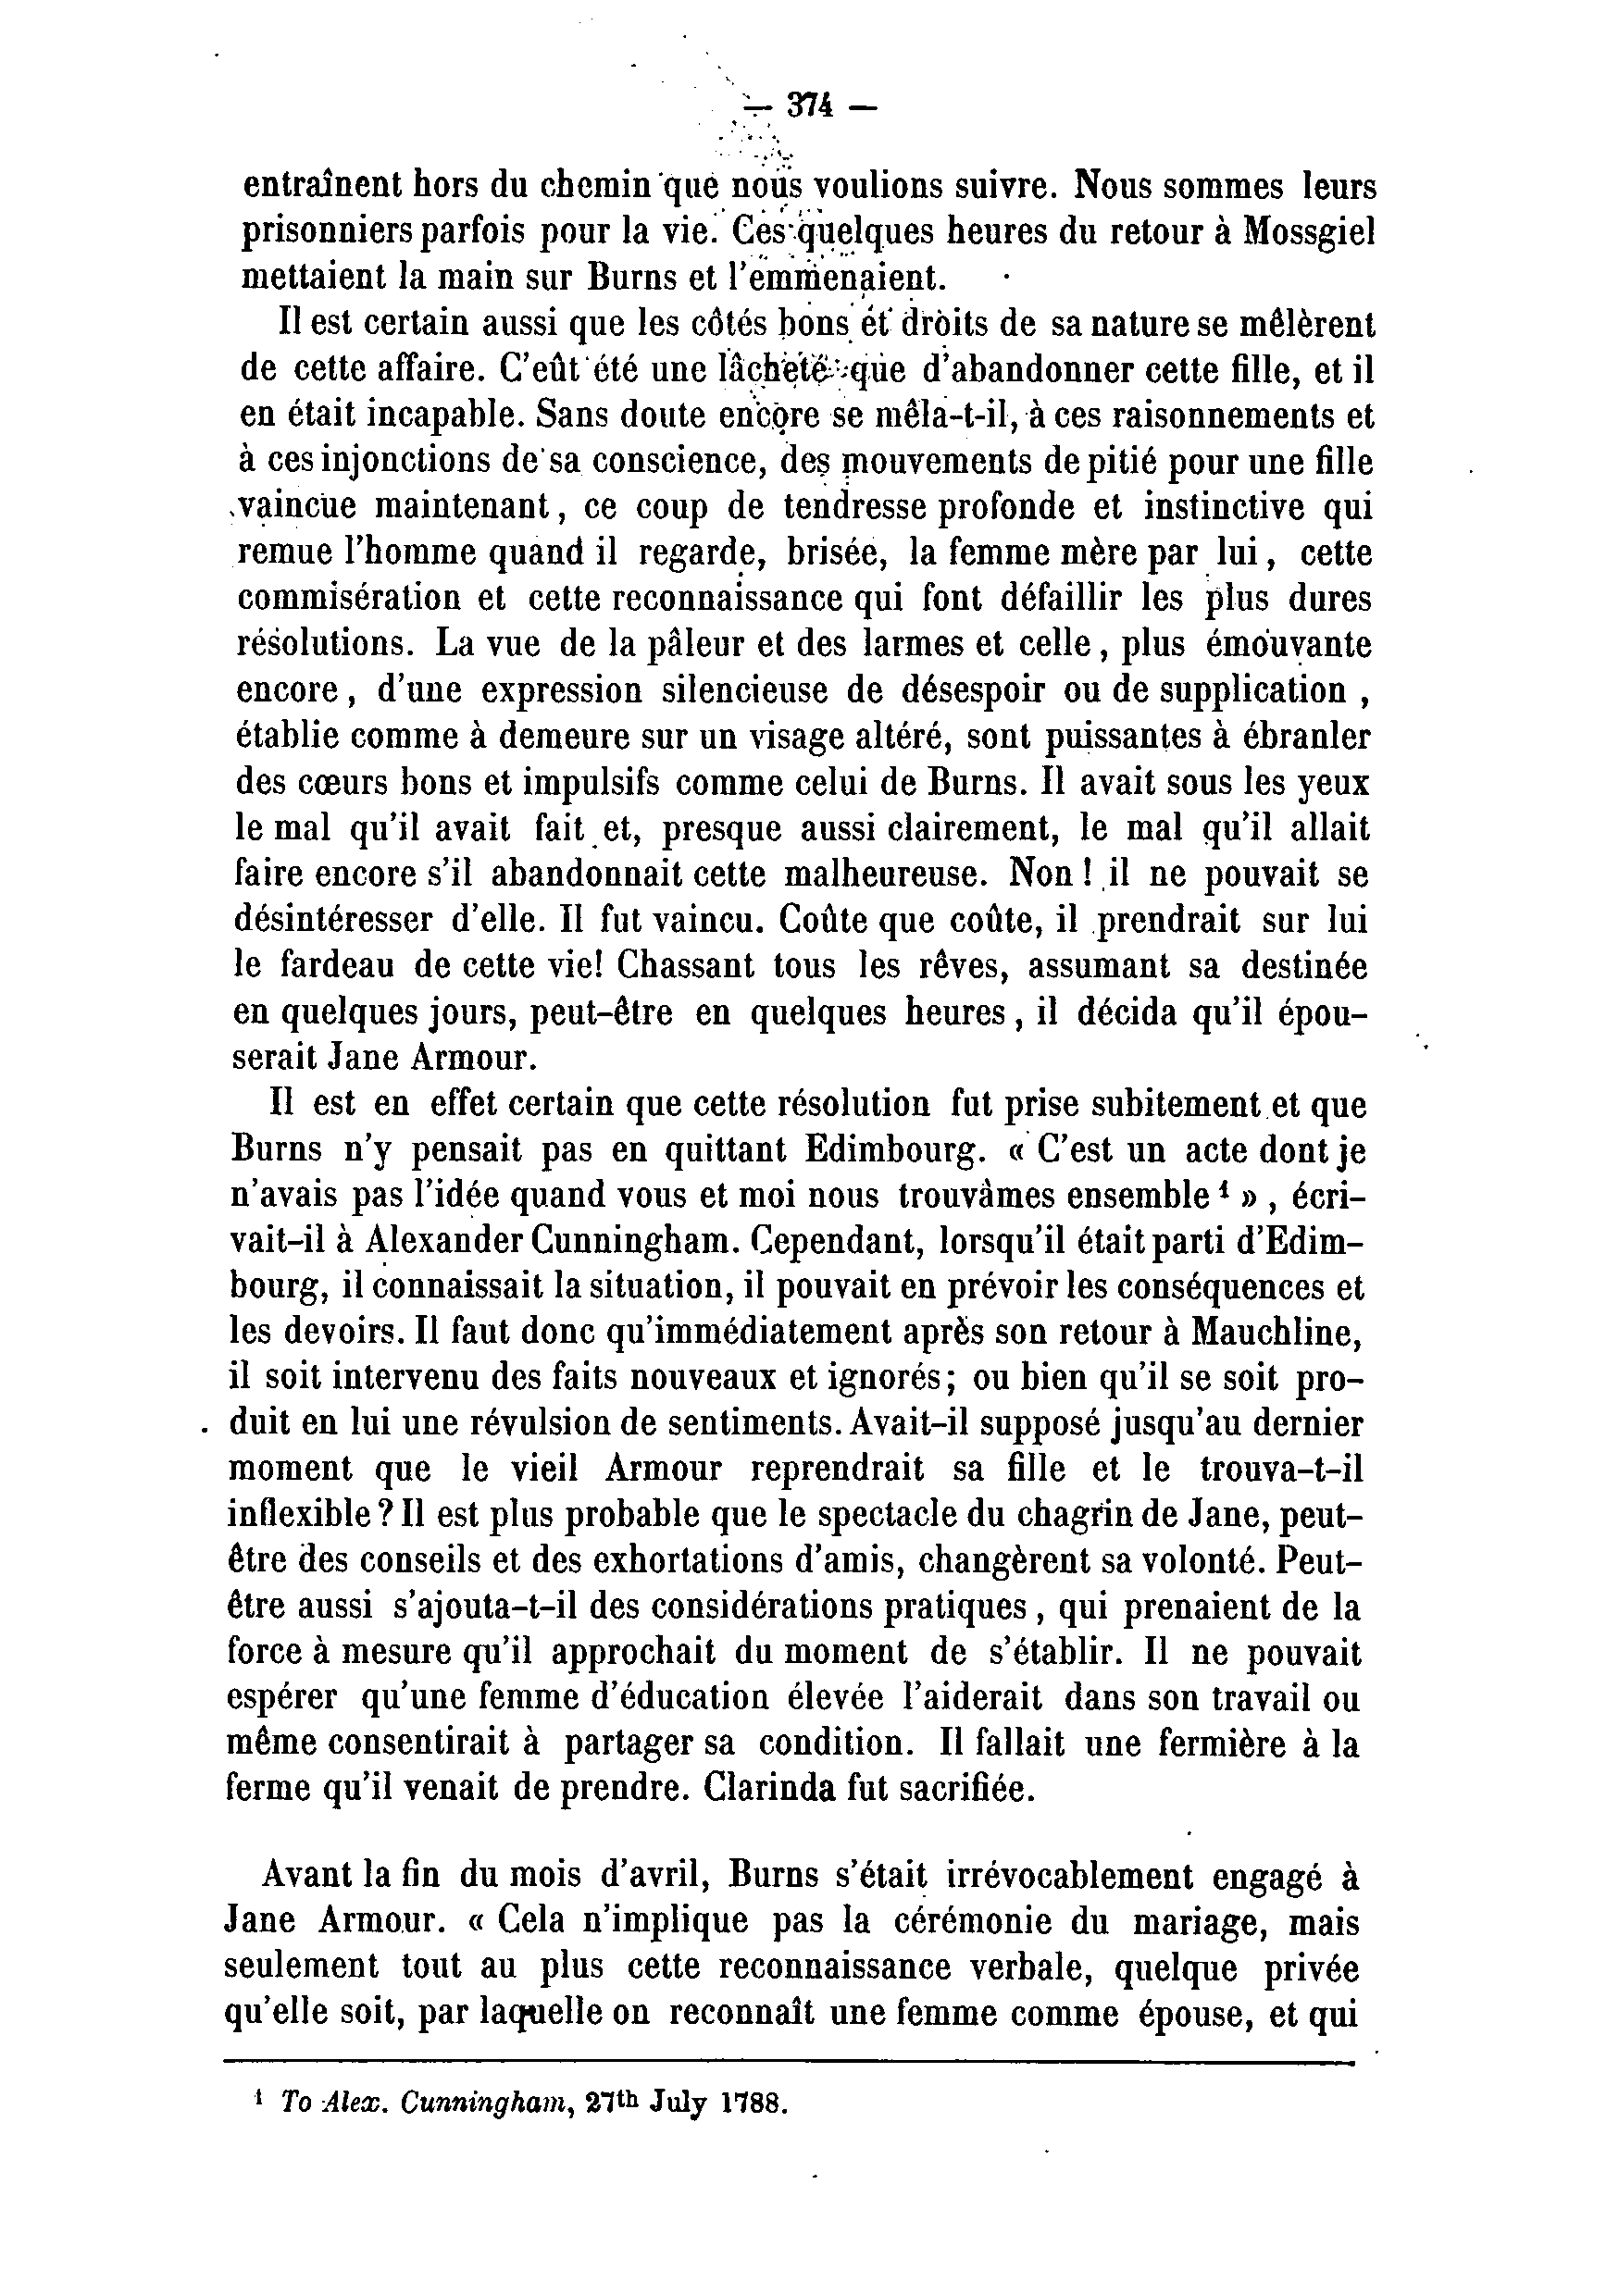 — 374 —
entraînent hors du chemin que nous voulions suivre. Nous sommes leurs
prisonniers parfois pour la vie. Ces quelques heures du retour à Mossgiel
mettaient la main sur Burns et l'emmenaient.
Il est certain aussi que les côtés bons et droits de sa nature se mêlèrent
de cette affaire. C'eût été une lâcheté que d'abandonner cette fille, et il
en était incapable. Sans doute encore se mêla-t-il, à ces raisonnements et
à ces injonctions de sa conscience, des mouvements de pitié pour une fille
vaincue maintenant, ce coup de tendresse profonde et instinctive qui
remue l'homme quand il regarde, brisée, la femme mère par lui, cette
commisération et cette reconnaissance qui font défaillir les plus dures
résolutions. La vue de la pâleur et des larmes et celle, plus émouvante
encore, d'une expression silencieuse de désespoir ou de supplication,
établie comme à demeure sur un visage altéré, sont puissantes à ébranler
des cœurs bons et impulsifs comme celui de Burns. Il avait sous les yeux
le mal qu'il avait fait et, presque aussi clairement, le mal qu'il allait
faire encore s'il abandonnait cette malheureuse. Non ! il ne pouvait se
désintéresser d'elle. Il fut vaincu. Coûte que coûte, il prendrait sur lui
le fardeau de cette vie! Chassant tous les rêves, assumant sa destinée
en quelques jours, peut-être en quelques heures, il décida qu'il épou-
serait Jane Armour.
Il est en effet certain que cette résolution fut prise subitement et que
Burns n'y pensait pas en quittant Edimbourg. « C'est un acte dont je
n'avais pas l'idée quand vous et moi nous trouvâmes ensemble ¹ », écri-
vait-il à Alexander Cunningham. Cependant, lorsqu'il était parti d'Edim-
bourg, il connaissait la situation, il pouvait en prévoir les conséquences et
les devoirs. Il faut donc qu'immédiatement après son retour à Mauchline,
il soit intervenu des faits nouveaux et ignorés; ou bien qu'il se soit pro-
duit en lui une révulsion de sentiments. Avait-il supposé jusqu'au dernier
moment que le vieil Armour reprendrait sa fille et le trouva-t-il
inflexible ? Il est plus probable que le spectacle du chagrin de Jane, peut-
être des conseils et des exhortations d'amis, changèrent sa volonté. Peut-
être aussi s'ajouta-t-il des considérations pratiques, qui prenaient de la
force à mesure qu'il approchait du moment de s'établir. Il ne pouvait
espérer qu'une femme d'éducation élevée l'aiderait dans son travail ou
même consentirait à partager sa condition. Il fallait une fermière à la
ferme qu'il venait de prendre. Clarinda fut sacrifiée.
Avant la fin du mois d'avril, Burns s'était irrévocablement engagé à
Jane Armour. « Cela n'implique pas la cérémonie du mariage, mais
seulement tout au plus cette reconnaissance verbale, quelque privée
qu'elle soit, par laquelle on reconnaît une femme comme épouse, et qui
¹ To Alex. Cunningham, 27th July 1788.